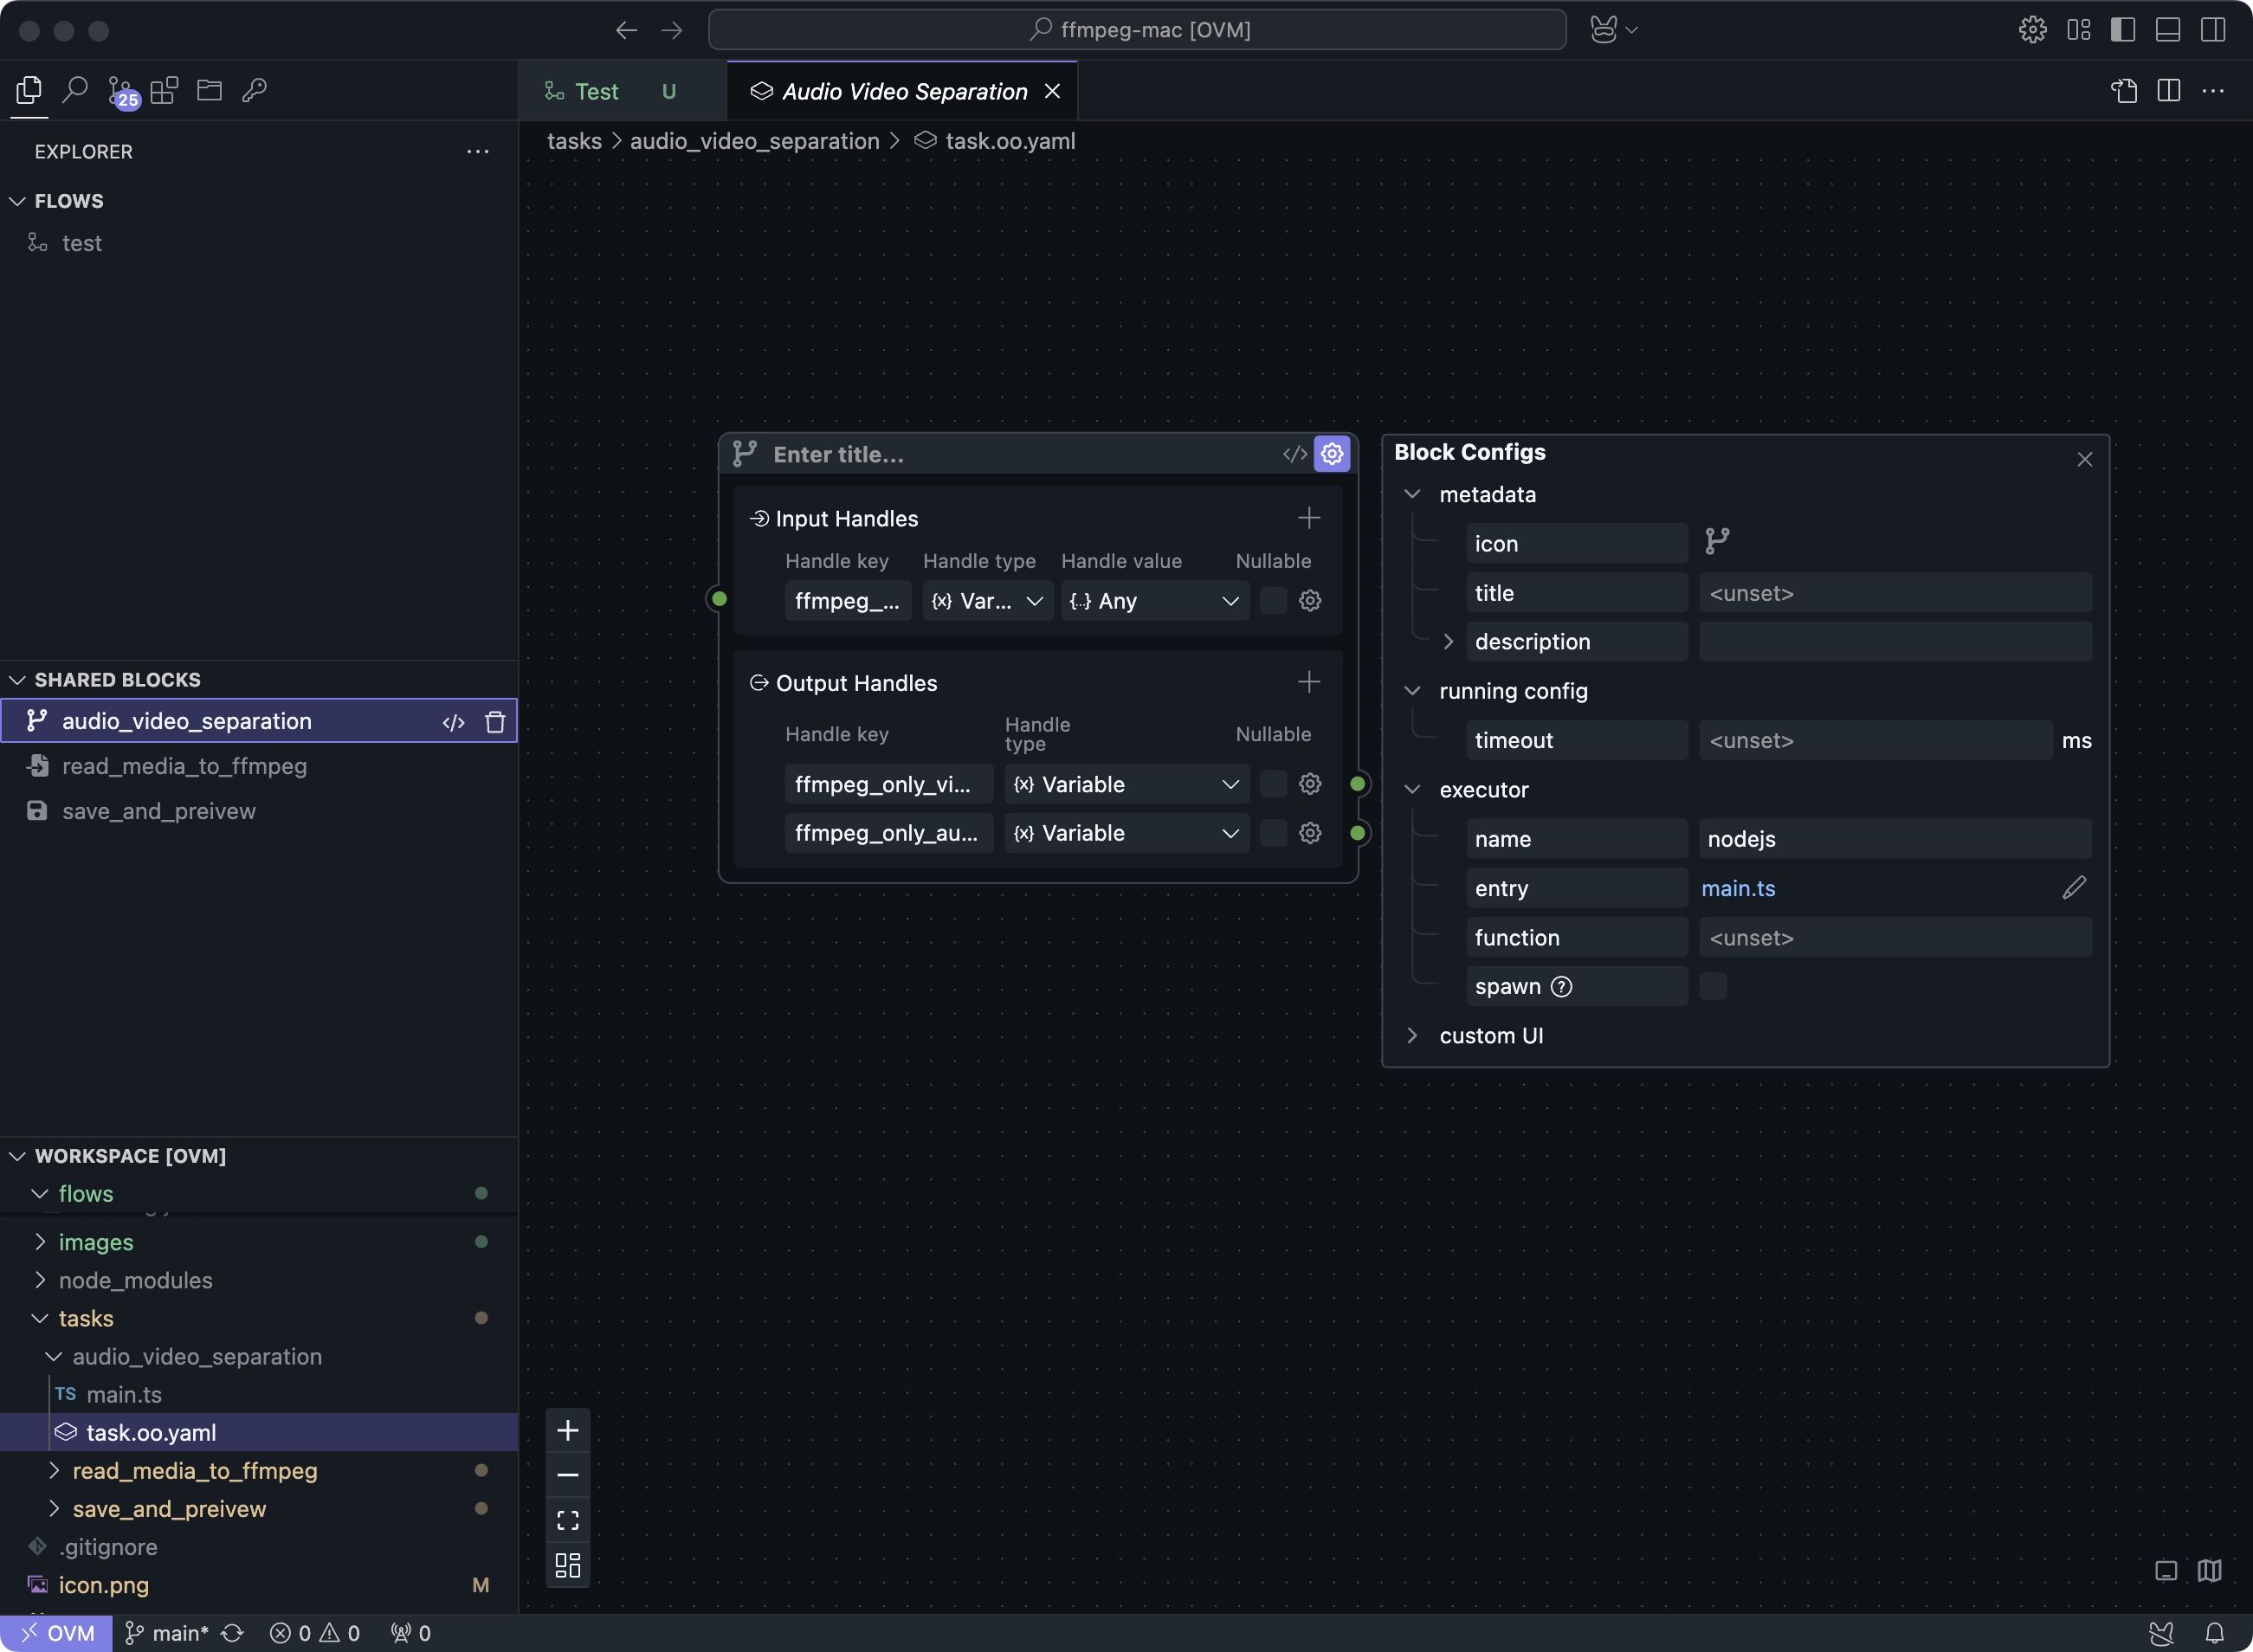 ffmpeg-mac [OVM]
25
Test U
Audio Video Separation
EXPLORER
tasks > audio_video_separation > task.oo.yaml
FLOWS
test
SHARED BLOCKS
audio_video_separation
read_media_to_ffmpeg
save_and_preivew
WORKSPACE [OVM]
flows
images
node_modules
tasks
audio_video_separation
TS main.ts
task.oo.yaml
read_media_to_ffmpeg
save_and_preivew
.gitignore
icon.png M
Enter title...
Input Handles
Handle key Handle type Handle value Nullable
ffmpeg_... {x} Var... {..} Any
Output Handles
Handle key Handle type Nullable
ffmpeg_only_vi... {x} Variable
ffmpeg_only_au... {x} Variable
Block Configs
metadata
icon
title <unset>
description
running config
timeout <unset> ms
executor
name nodejs
entry main.ts
function <unset>
spawn ?
custom UI
OVM main* 0 0 0